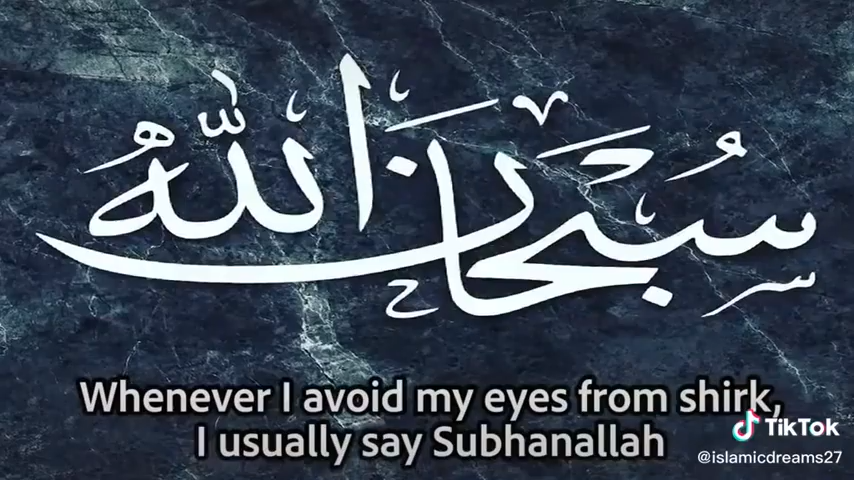 سُبْحَانَ اللّٰه
Whenever I avoid my eyes from shirk,
I usually say Subhanallah
TikTok
@islamicdreams27